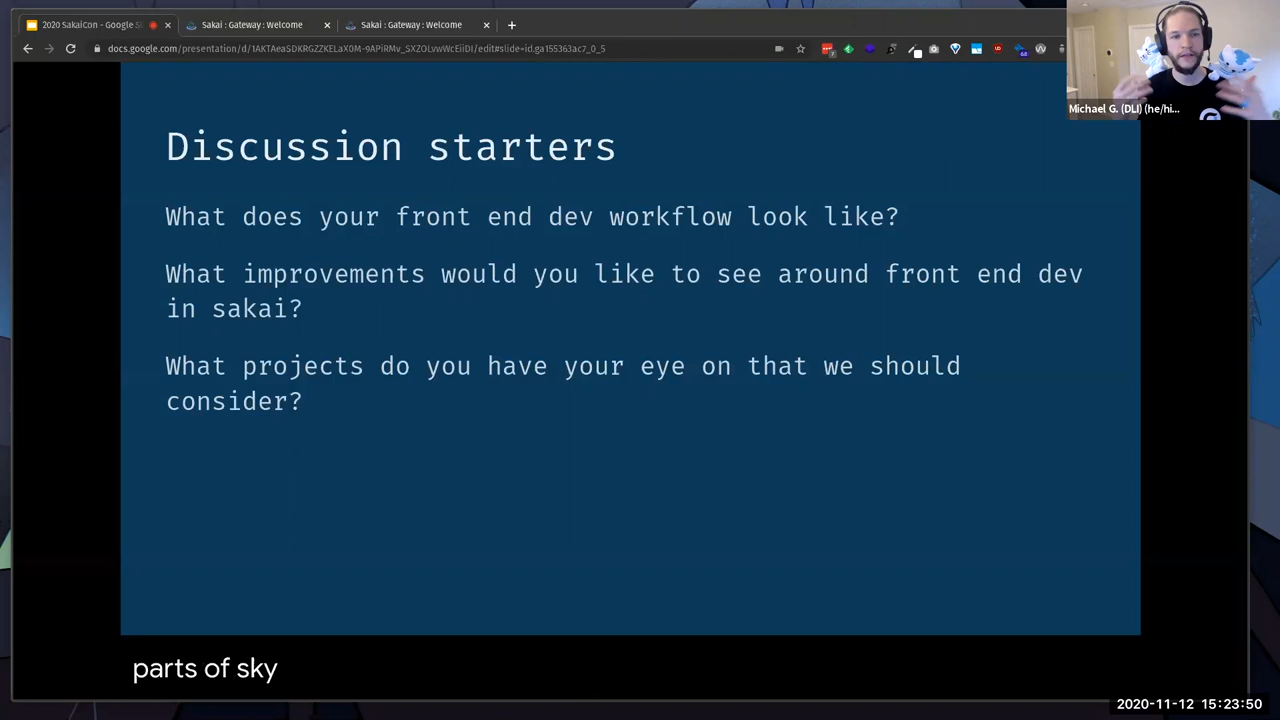 2020 SakaiCon - Google Sl
Sakai : Gateway : Welcome
Sakai : Gateway : Welcome
Discussion starters
What does your front end dev workflow look like?
What improvements would you like to see around front end dev
in sakai?
What projects do you have your eye on that we should
consider?
parts of sky
Michael G. (DLI) (he/hi...
2020-11-12 15:23:50